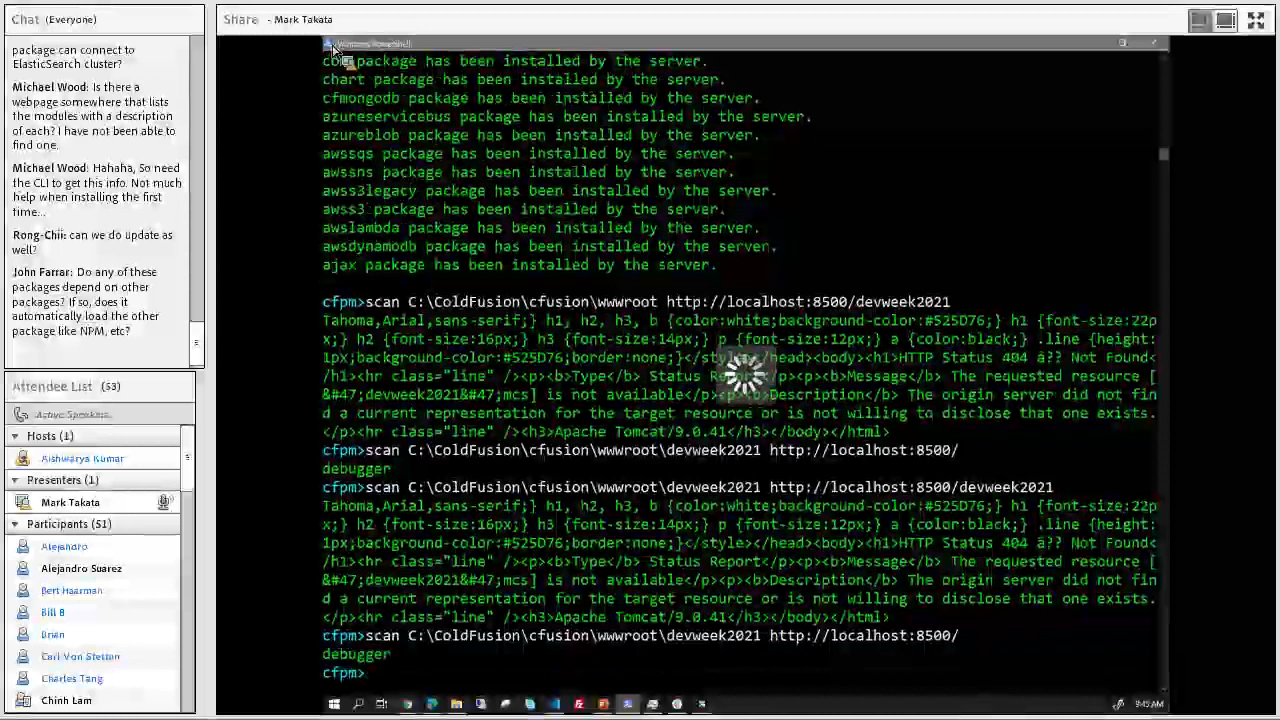 Chat (Everyone)
package can connect to
ElasticSearch cluster?
Michael Wood: Is there a
webpage somewhere that lists
the modules with a description
of each? I have not been able to
find one.
Michael Wood: Hahaha, So need
the CLI to get this info. Not much
help when installing the first
time...
Rong-Chii: can we do update as
well?
John Farrar: Do any of these
packages depend on other
packages? If so, does it
automatically load the other
package like NPM, etc?
Attendee List (53)
Active Speakers
Hosts (1)
Aishwarya Kumar
Presenters (1)
Mark Takata
Participants (51)
Alejandro
Alejandro Suarez
Bert Haarman
Bill B
Brian
Carl Von Stetten
Charles Tang
Chinh Lam
Share - Mark Takata
Windows PowerShell
package has been installed by the server.
chart package has been installed by the server.
cfmongodb package has been installed by the server.
azureservicebus package has been installed by the server.
azureblob package has been installed by the server.
awssqs package has been installed by the server.
awssns package has been installed by the server.
awss3legacy package has been installed by the server.
awss3 package has been installed by the server.
awslambda package has been installed by the server.
awsdynamodb package has been installed by the server.
ajax package has been installed by the server.
cfpm>scan C:\ColdFusion\cfusion\wwwroot http://localhost:8500/devweek2021
Tahoma,Arial,sans-serif;} h1, h2, h3, b {color:white;background-color:#525D76;} h1 {font-size:22p
x;} h2 {font-size:16px;} h3 {font-size:14px;} p {font-size:12px;} a {color:black;} .line {height:
1px;background-color:#525D76;border:none;}</style></head><body><h1>HTTP Status 404 â?? Not Found<
/h1><hr class="line" /><p><b>Type</b> Status Report</p><p><b>Message</b> The requested resource [
&#47;devweek2021&#47;mcs] is not available</p><p><b>Description</b> The origin server did not fin
d a current representation for the target resource or is not willing to disclose that one exists.
</p><hr class="line" /><h3>Apache Tomcat/9.0.41</h3></body></html>
cfpm>scan C:\ColdFusion\cfusion\wwwroot\devweek2021 http://localhost:8500/
debugger
cfpm>scan C:\ColdFusion\cfusion\wwwroot\devweek2021 http://localhost:8500/devweek2021
Tahoma,Arial,sans-serif;} h1, h2, h3, b {color:white;background-color:#525D76;} h1 {font-size:22p
x;} h2 {font-size:16px;} h3 {font-size:14px;} p {font-size:12px;} a {color:black;} .line {height:
1px;background-color:#525D76;border:none;}</style></head><body><h1>HTTP Status 404 â?? Not Found<
/h1><hr class="line" /><p><b>Type</b> Status Report</p><p><b>Message</b> The requested resource [
&#47;devweek2021&#47;mcs] is not available</p><p><b>Description</b> The origin server did not fin
d a current representation for the target resource or is not willing to disclose that one exists.
</p><hr class="line" /><h3>Apache Tomcat/9.0.41</h3></body></html>
cfpm>scan C:\ColdFusion\cfusion\wwwroot\devweek2021 http://localhost:8500/
debugger
cfpm>
9:45 AM